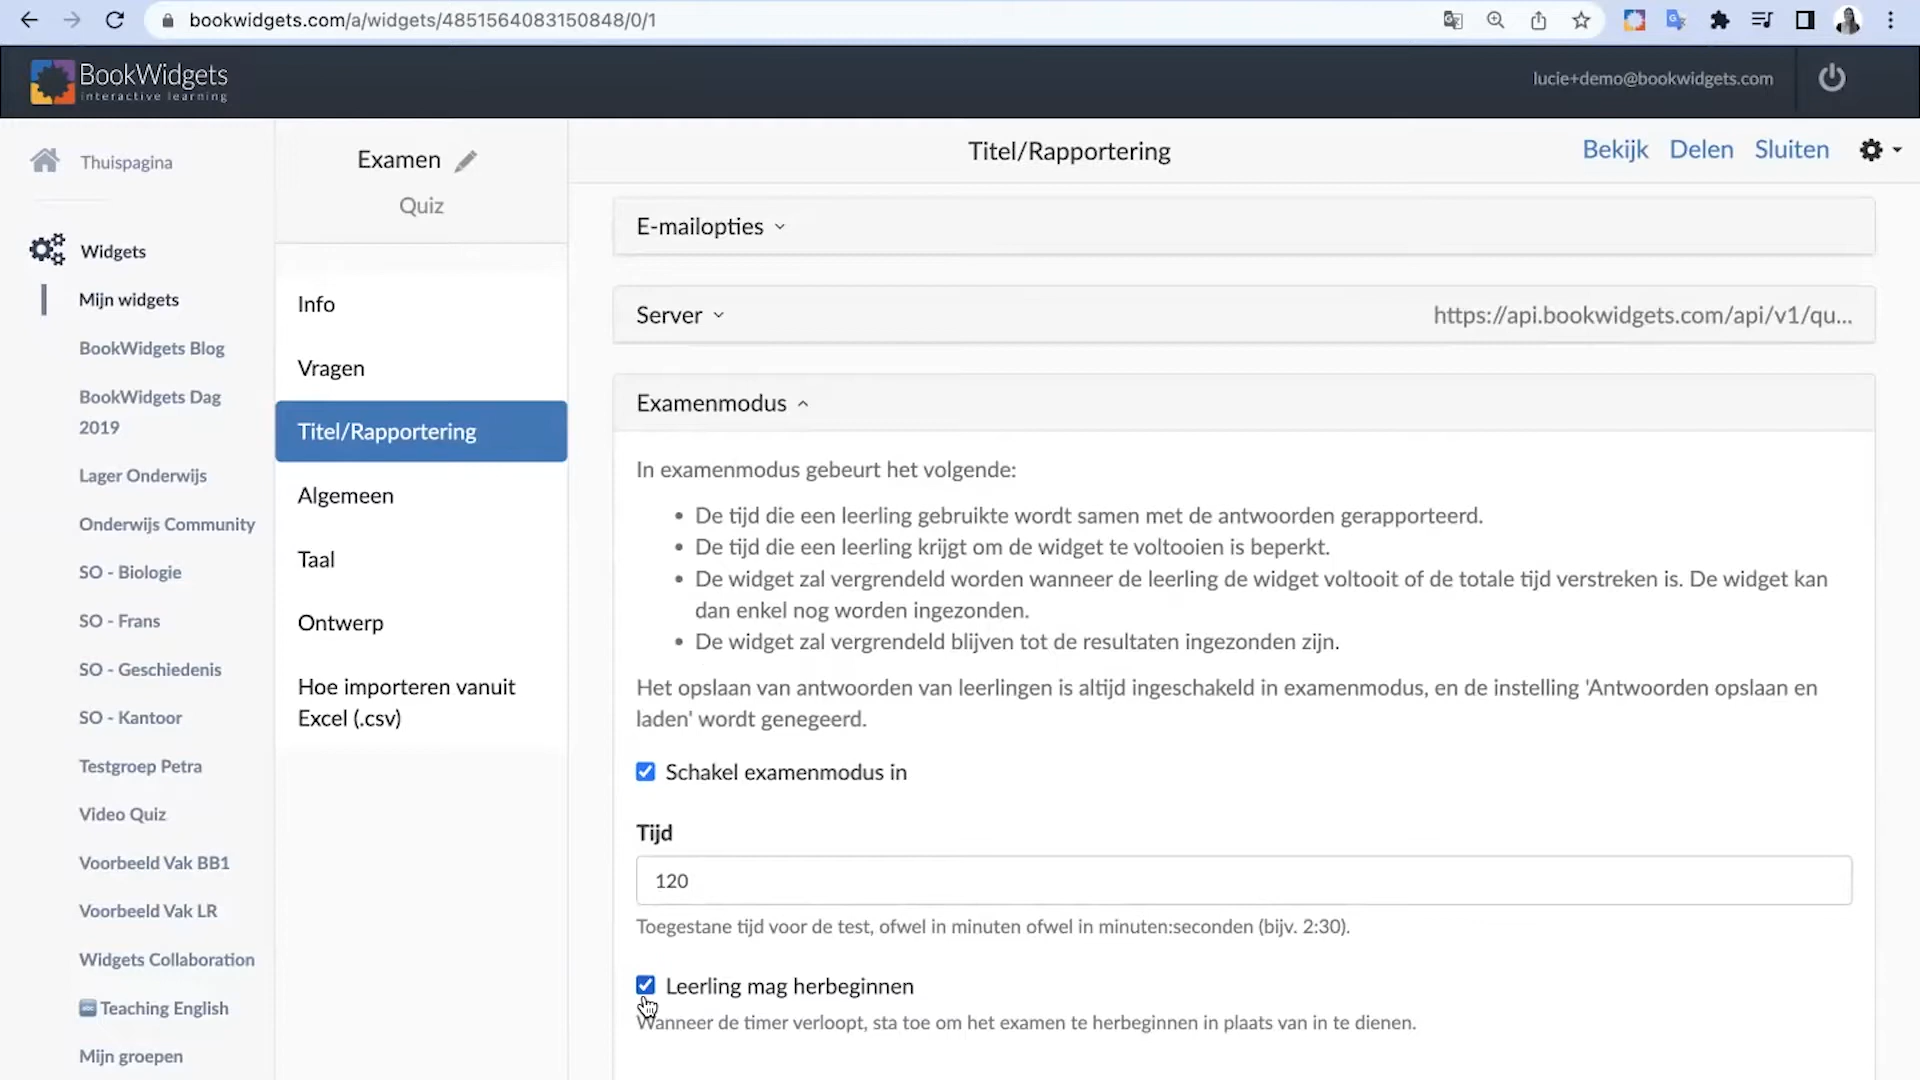 bookwidgets.com/a/widgets/4851564083150848/0/1
BookWidgets
interactive learning
lucie+demo@bookwidgets.com
Thuispagina
Widgets
Mijn widgets
BookWidgets Blog
BookWidgets Dag
2019
Lager Onderwijs
Onderwijs Community
SO - Biologie
SO - Frans
SO - Geschiedenis
SO - Kantoor
Testgroep Petra
Video Quiz
Voorbeeld Vak BB1
Voorbeeld Vak LR
Widgets Collaboration
Teaching English
Mijn groepen
Examen
Quiz
Info
Vragen
Titel/Rapportering
Algemeen
Taal
Ontwerp
Hoe importeren vanuit
Excel (.csv)
Titel/Rapportering
Bekijk Delen Sluiten
E-mailopties
Server https://api.bookwidgets.com/api/v1/qu...
Examenmodus
In examenmodus gebeurt het volgende:
• De tijd die een leerling gebruikte wordt samen met de antwoorden gerapporteerd.
• De tijd die een leerling krijgt om de widget te voltooien is beperkt.
• De widget zal vergrendeld worden wanneer de leerling de widget voltooit of de totale tijd verstreken is. De widget kan
dan enkel nog worden ingezonden.
• De widget zal vergrendeld blijven tot de resultaten ingezonden zijn.
Het opslaan van antwoorden van leerlingen is altijd ingeschakeld in examenmodus, en de instelling 'Antwoorden opslaan en
laden' wordt genegeerd.
Schakel examenmodus in
Tijd
120
Toegestane tijd voor de test, ofwel in minuten ofwel in minuten:seconden (bijv. 2:30).
Leerling mag herbeginnen
Wanneer de timer verloopt, sta toe om het examen te herbeginnen in plaats van in te dienen.